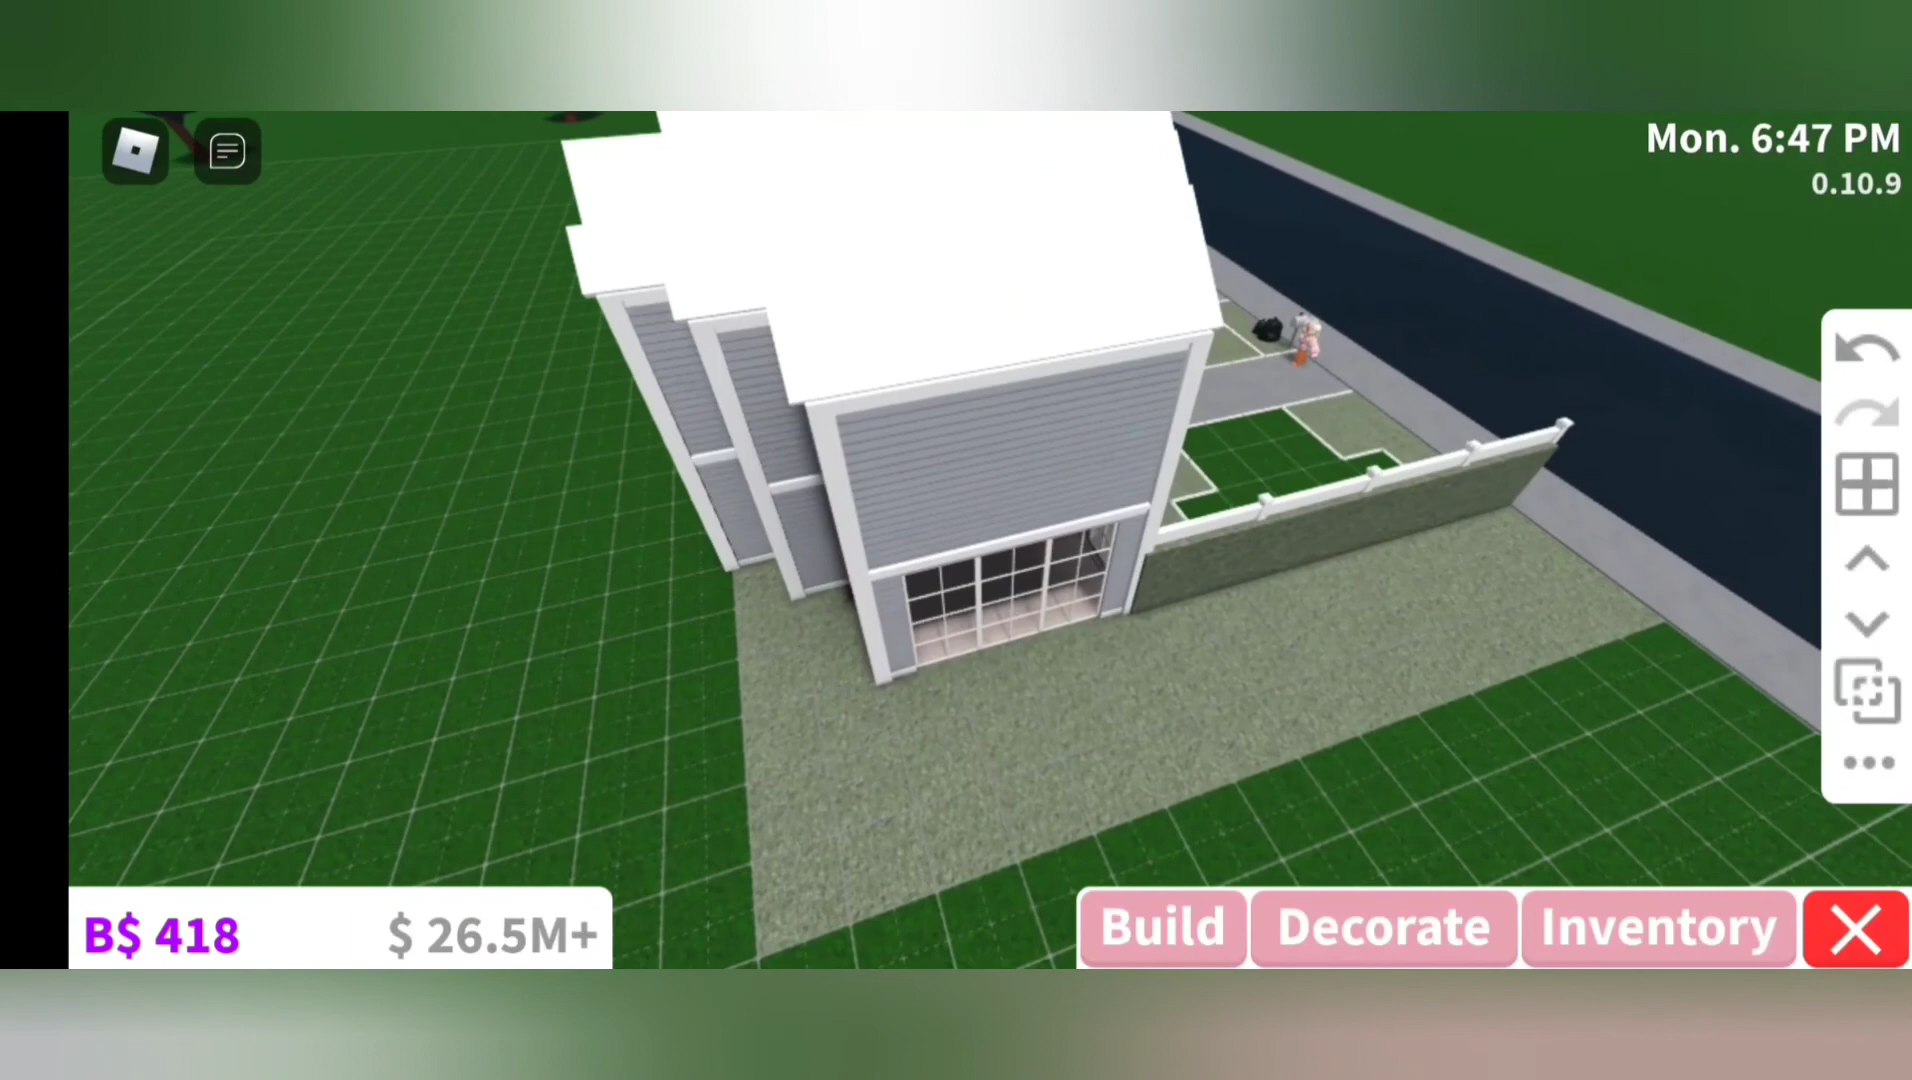 Mon. 6:47 PM
0.10.9
B$ 418
$ 26.5M+
Build
Decorate
Inventory